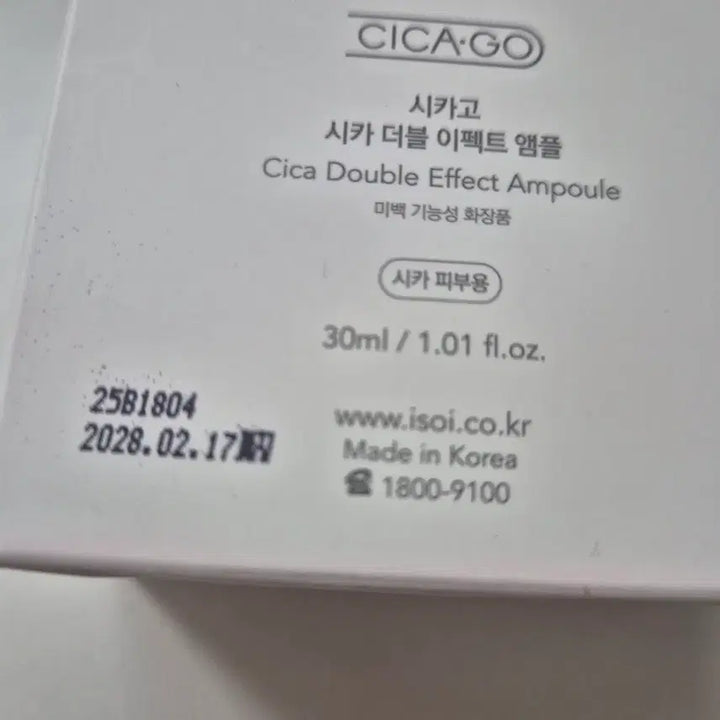 CICA·GO
시카고
시카 더블 이펙트 앰플
Cica Double Effect Ampoule
미백 기능성 화장품
시카 피부용
30ml / 1.01 fl.oz.
25B1804
2028.02.17
www.isoi.co.kr
Made in Korea
☎ 1800-9100